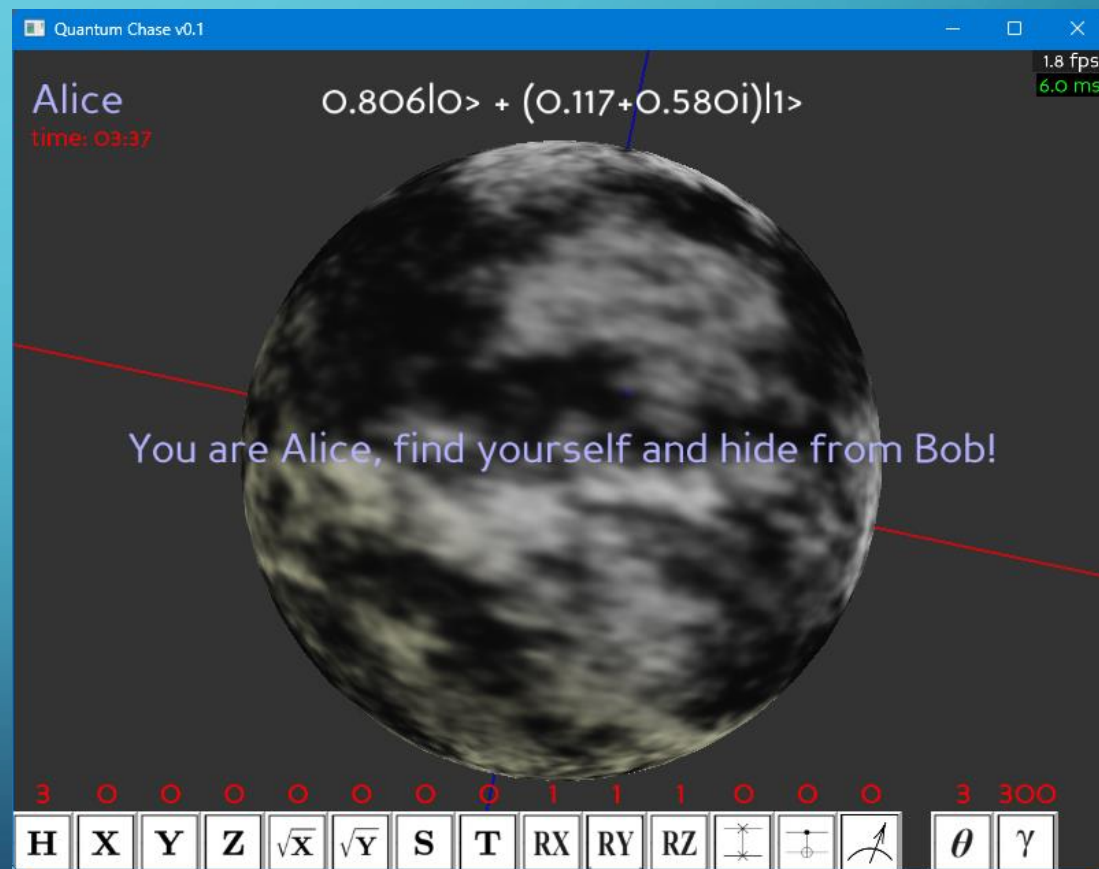 Quantum Chase v0.1
1.8 fps
6.0 ms
Alice
0.806|0> + (0.117+0.580i)|1>
time: 03:37
You are Alice, find yourself and hide from Bob!
3 0 0 0 0 0 0 0 1 1 1 0 0 0 3 300
H X Y Z √X √Y S T RX RY RZ θ γ